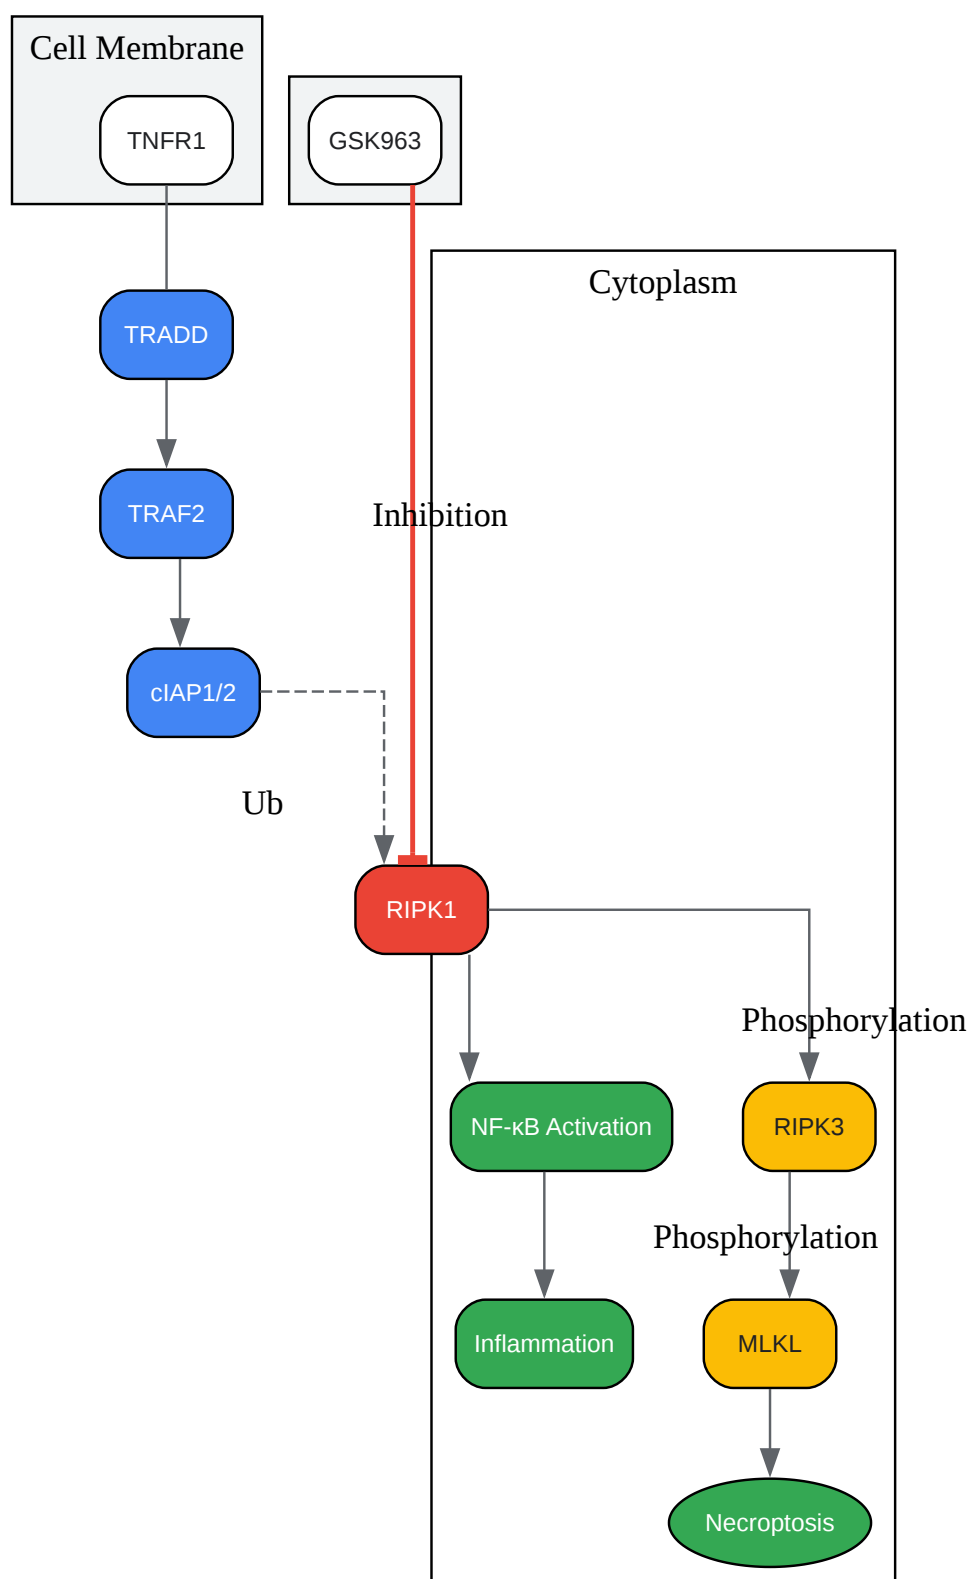 Cell Membrane
TNFR1
GSK963
Cytoplasm
TRADD
TRAF2
Inhibition
cIAP1/2
Ub
RIPK1
Phosphorylation
NF-κB Activation
RIPK3
Phosphorylation
Inflammation
MLKL
Necroptosis